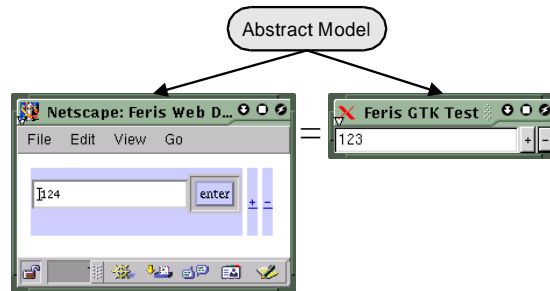 Abstract Model
Netscape: Feris Web D...
File Edit View Go
124
enter
+ -
=
Feris GTK Test
123
+ -